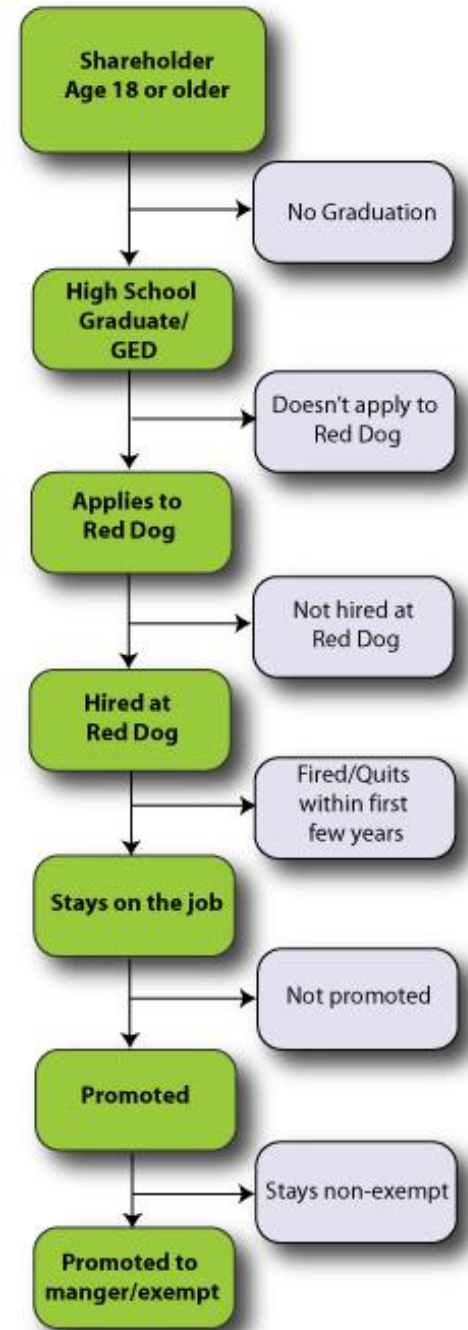 Shareholder
Age 18 or older
No Graduation
High School
Graduate/
GED
Doesn't apply to
Red Dog
Applies to
Red Dog
Not hired at
Red Dog
Hired at
Red Dog
Fired/Quits
within first
few years
Stays on the job
Not promoted
Promoted
Stays non-exempt
Promoted to
manger/exempt